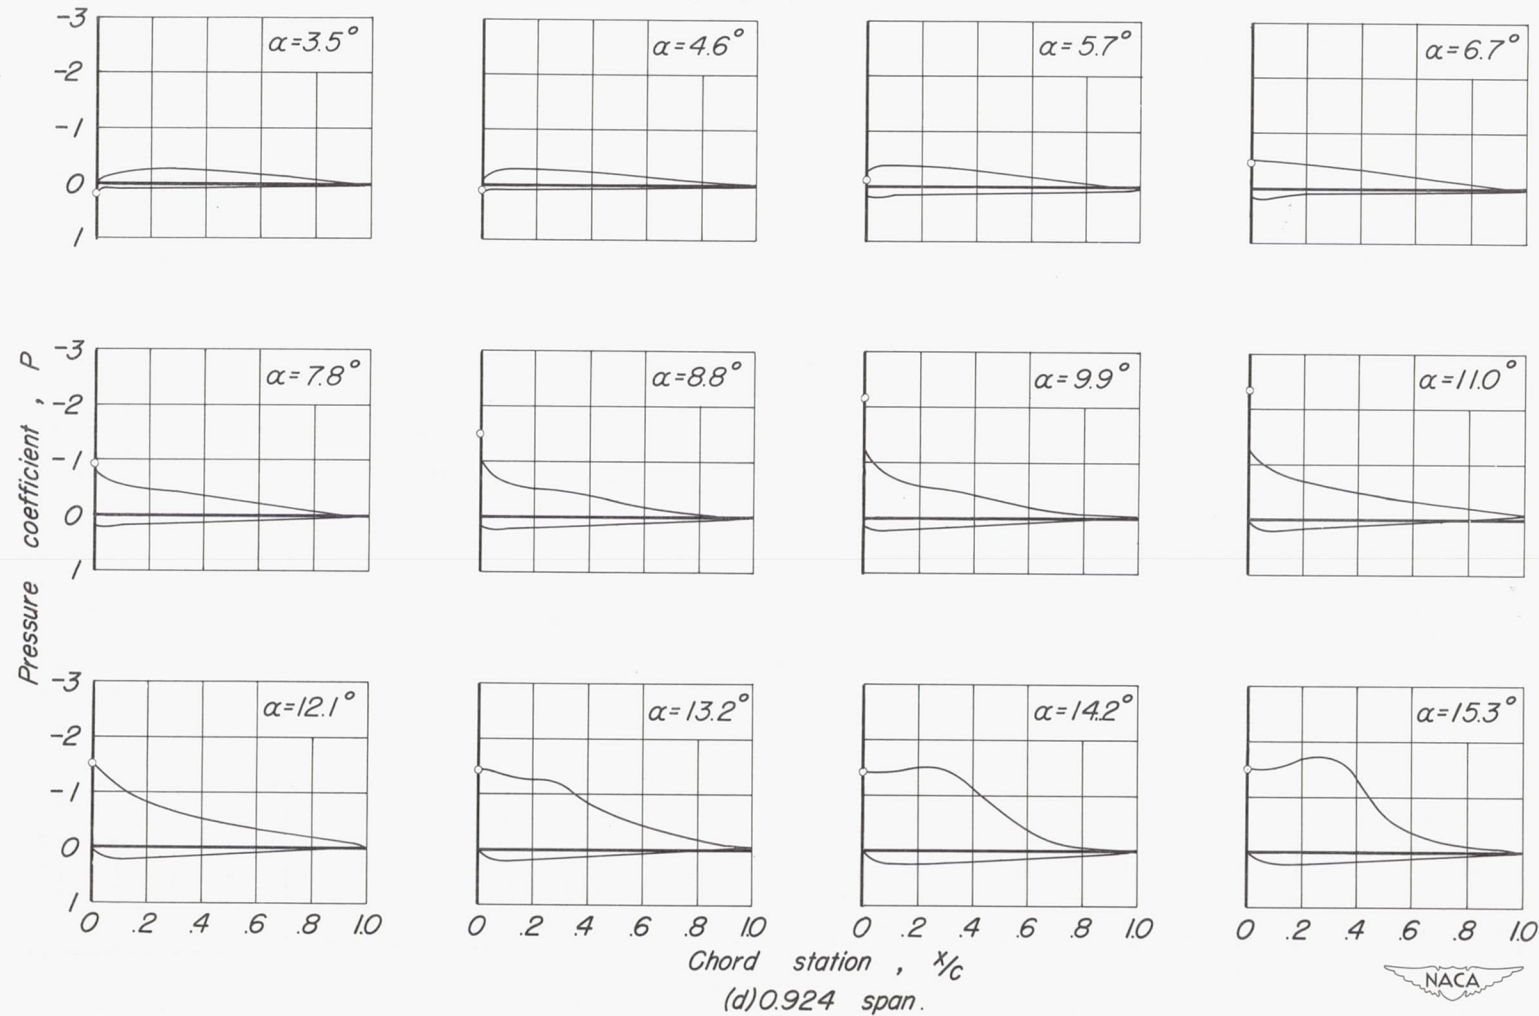 -3
α=3.5°
α=4.6°
α=5.7°
α=6.7°
-2
-1
0
1
-3
α=7.8°
α=8.8°
α=9.9°
α=11.0°
-2
-1
0
1
Pressure coefficient, P
-3
α=12.1°
α=13.2°
α=14.2°
α=15.3°
-2
-1
0
1
0 .2 .4 .6 .8 1.0
0 .2 .4 .6 .8 1.0
0 .2 .4 .6 .8 1.0
0 .2 .4 .6 .8 1.0
Chord station, x/c
(d) 0.924 span.
NACA